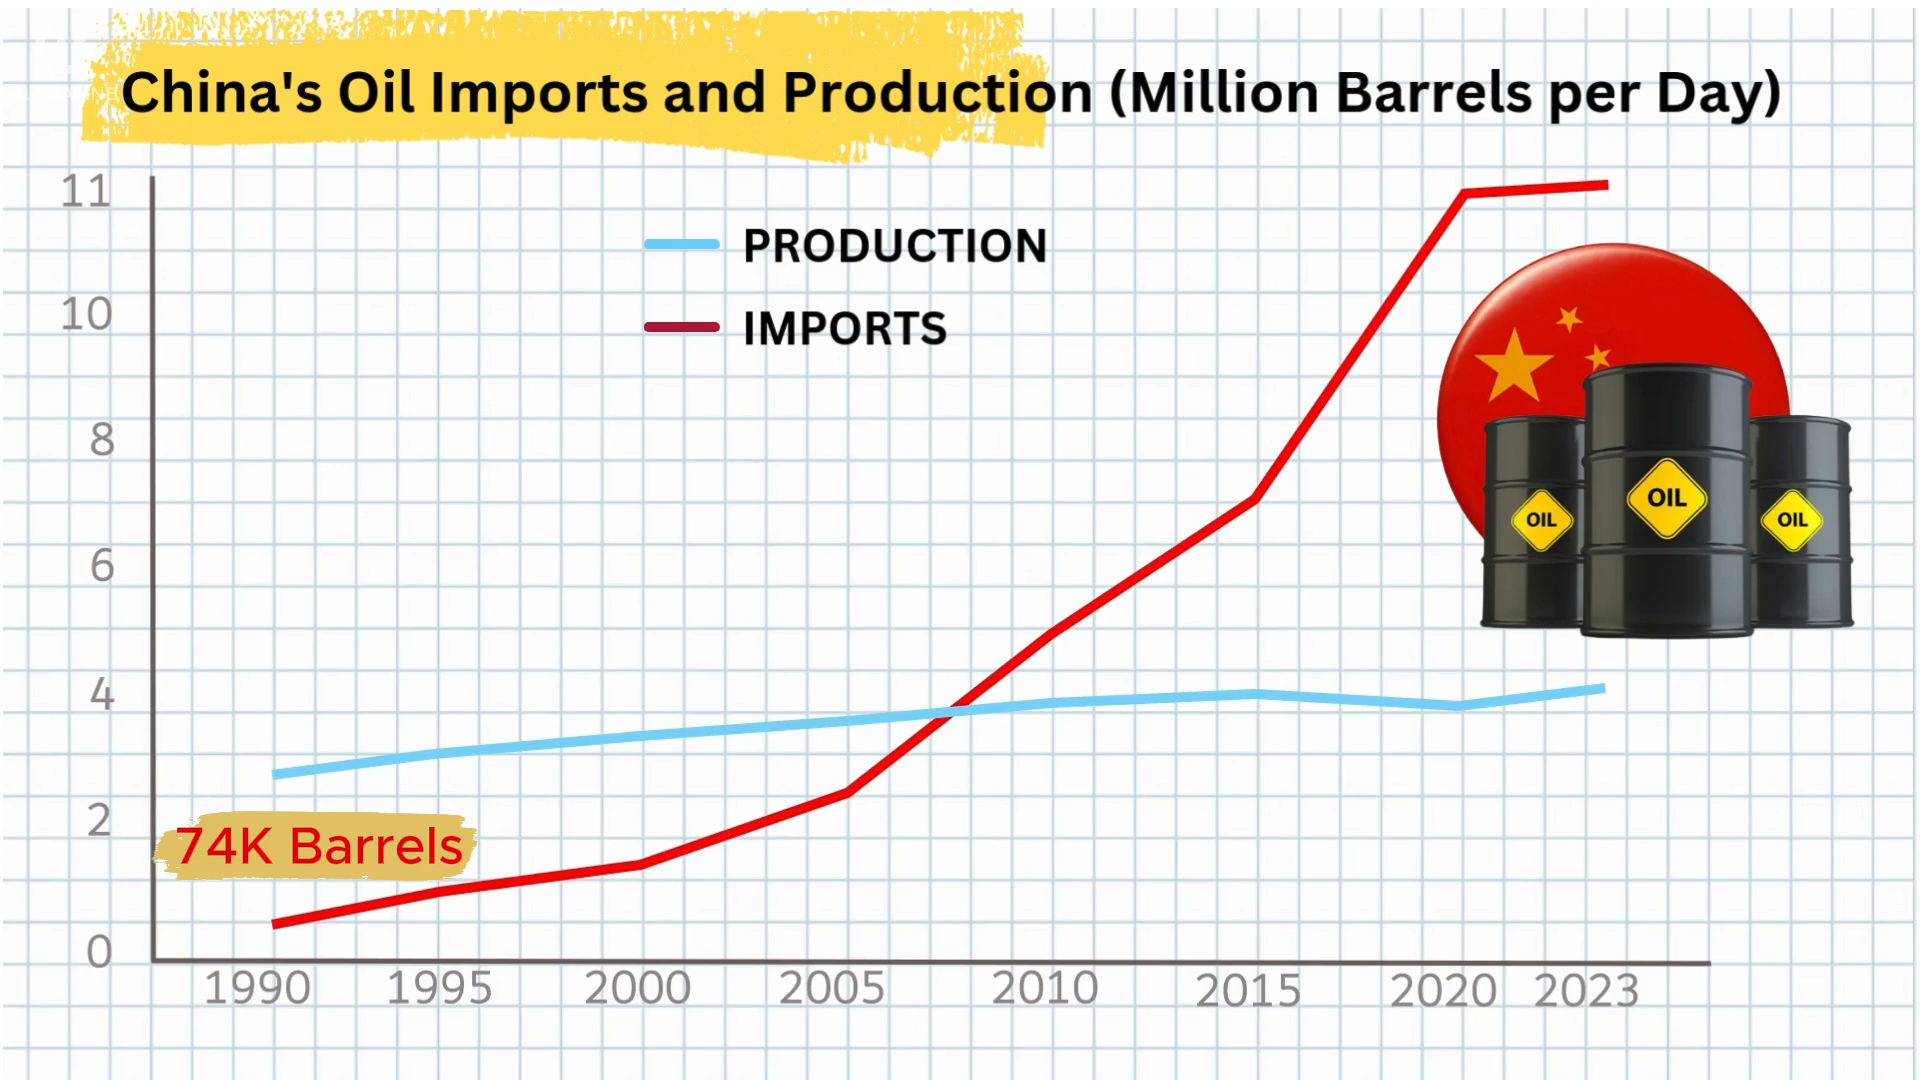 China's Oil Imports and Production (Million Barrels per Day)
11
PRODUCTION
10
IMPORTS
8
6
OIL
OIL
OIL
4
2
74K Barrels
0
1990 1995 2000 2005 2010 2015 2020 2023